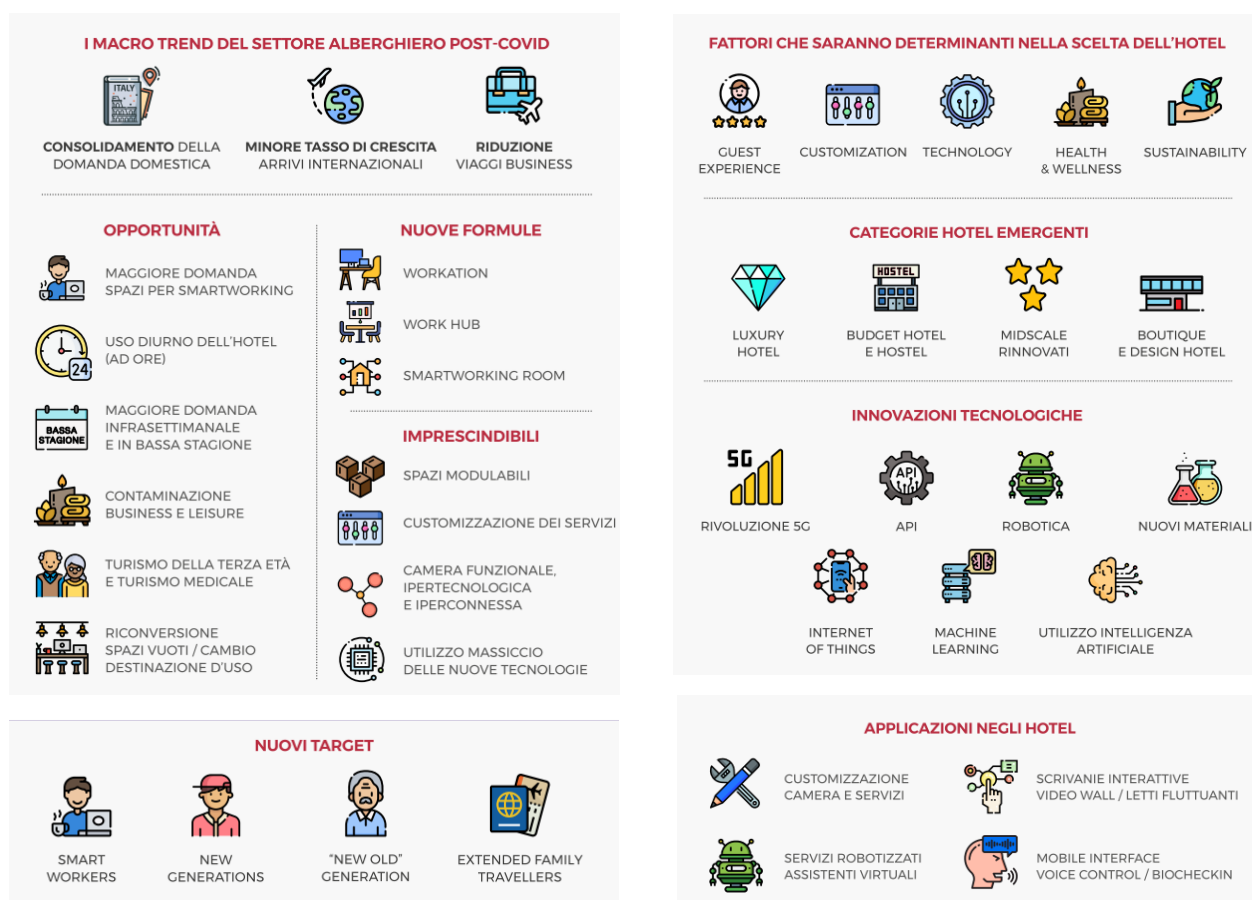 I MACRO TREND DEL SETTORE ALBERGHIERO POST-COVID
ITALY
CONSOLIDAMENTO DELLA
DOMANDA DOMESTICA
MINORE TASSO DI CRESCITA
ARRIVI INTERNAZIONALI
RIDUZIONE
VIAGGI BUSINESS
OPPORTUNITÀ
MAGGIORE DOMANDA
SPAZI PER SMARTWORKING
24
USO DIURNO DELL'HOTEL
(AD ORE)
BASSA
STAGIONE
MAGGIORE DOMANDA
INFRASETTIMANALE
E IN BASSA STAGIONE
CONTAMINAZIONE
BUSINESS E LEISURE
TURISMO DELLA TERZA ETÀ
E TURISMO MEDICALE
RICONVERSIONE
SPAZI VUOTI / CAMBIO
DESTINAZIONE D'USO
NUOVE FORMULE
WORKATION
WORK HUB
SMARTWORKING ROOM
IMPRESCINDIBILI
SPAZI MODULABILI
CUSTOMIZZAZIONE DEI SERVIZI
CAMERA FUNZIONALE,
IPERTECNOLOGICA
E IPERCONNESSA
UTILIZZO MASSICCIO
DELLE NUOVE TECNOLOGIE
NUOVI TARGET
SMART
WORKERS
NEW
GENERATIONS
"NEW OLD"
GENERATION
EXTENDED FAMILY
TRAVELLERS
FATTORI CHE SARANNO DETERMINANTI NELLA SCELTA DELL'HOTEL
GUEST
EXPERIENCE
CUSTOMIZATION
TECHNOLOGY
HEALTH
& WELLNESS
SUSTAINABILITY
CATEGORIE HOTEL EMERGENTI
LUXURY
HOTEL
HOSTEL
BUDGET HOTEL
E HOSTEL
MIDSCALE
RINNOVATI
BOUTIQUE
E DESIGN HOTEL
INNOVAZIONI TECNOLOGICHE
5G
RIVOLUZIONE 5G
API
API
ROBOTICA
NUOVI MATERIALI
INTERNET
OF THINGS
MACHINE
LEARNING
UTILIZZO INTELLIGENZA
ARTIFICIALE
APPLICAZIONI NEGLI HOTEL
CUSTOMIZZAZIONE
CAMERA E SERVIZI
SCRIVANIE INTERATTIVE
VIDEO WALL / LETTI FLUTTUANTI
SERVIZI ROBOTIZZATI
ASSISTENTI VIRTUALI
MOBILE INTERFACE
VOICE CONTROL / BIOCHECKIN